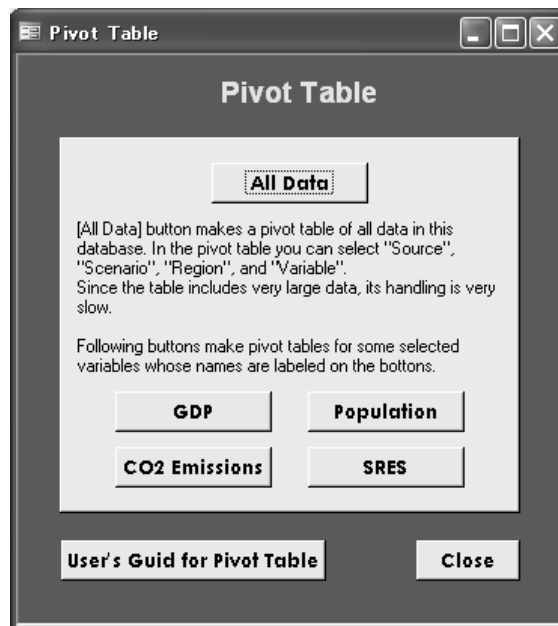 Pivot Table
Pivot Table
All Data
[All Data] button makes a pivot table of all data in this
database. In the pivot table you can select "Source",
"Scenario", "Region", and "Variable".
Since the table includes very large data, its handling is very
slow.
Following buttons make pivot tables for some selected
variables whose names are labeled on the bottons.
GDP
Population
CO2 Emissions
SRES
User's Guid for Pivot Table
Close